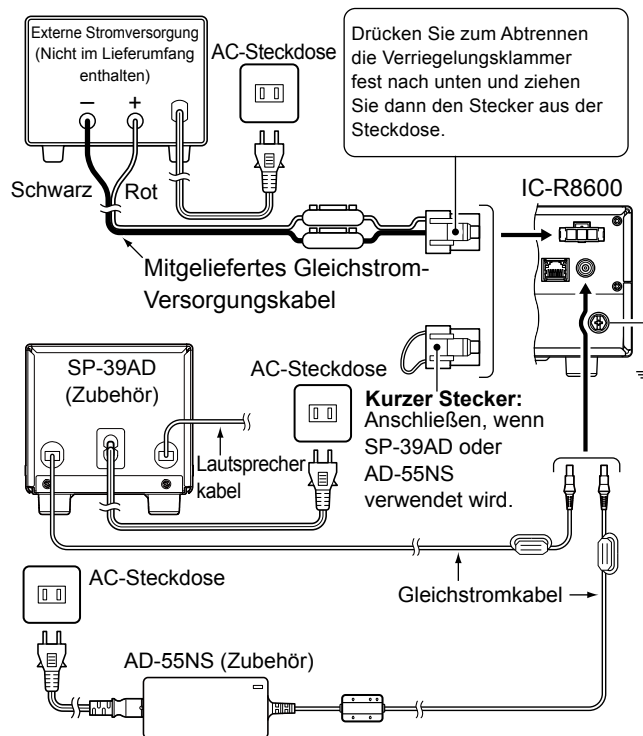 Externe Stromversorgung
(Nicht im Lieferumfang
enthalten)
− +
AC-Steckdose
Drücken Sie zum Abtrennen
die Verriegelungsklammer
fest nach unten und ziehen
Sie dann den Stecker aus der
Steckdose.
Schwarz Rot
IC-R8600
Mitgeliefertes Gleichstrom-
Versorgungskabel
SP-39AD
(Zubehör)
AC-Steckdose
Kurzer Stecker:
Anschließen, wenn
SP-39AD oder
AD-55NS
verwendet wird.
Lautsprecher
kabel
AC-Steckdose
Gleichstromkabel
AD-55NS (Zubehör)